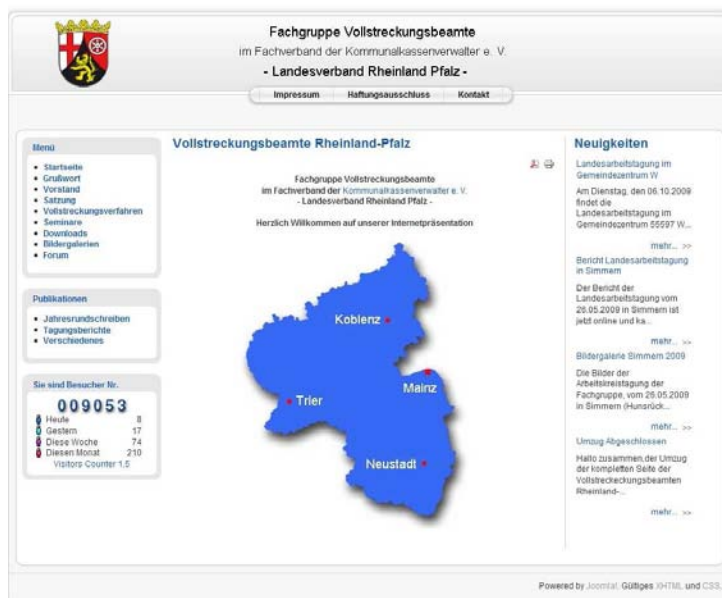 Fachgruppe Vollstreckungsbeamte
im Fachverband der Kommunalkassenverwalter e. V.
- Landesverband Rheinland Pfalz -
Impressum Haftungsausschluss Kontakt
Menü
Startseite
Grußwort
Vorstand
Satzung
Vollstreckungsverfahren
Seminare
Downloads
Bildergalerien
Forum
Publikationen
Jahresrundschreiben
Tagungsberichte
Verschiedenes
Sie sind Besucher Nr.
009053
Heute 8
Gestern 17
Diese Woche 74
Diesen Monat 210
Visitors Counter 1.5
Vollstreckungsbeamte Rheinland-Pfalz
Fachgruppe Vollstreckungsbeamte
im Fachverband der Kommunalkassenverwalter e. V.
- Landesverband Rheinland Pfalz -
Herzlich Willkommen auf unserer Internetpräsentation
Koblenz
Mainz
Trier
Neustadt
Neuigkeiten
Landesarbeitstagung im
Gemeindezentrum W
Am Dienstag, den 06.10.2009
findet die
Landesarbeitstagung im
Gemeindezentrum 55597 W...
mehr... >>
Bericht Landesarbeitstagung
in Simmern
Der Bericht der
Landesarbeitstagung vom
26.05.2009 in Simmern ist
jetzt online und ka...
mehr... >>
Bildergalerie Simmern 2009
Die Bilder der
Arbeitskreistagung der
Fachgruppe, vom 26.05.2009
in Simmern (Hunsrück...
mehr... >>
Umzug Abgeschlossen
Hallo zusammen,der Umzug
der kompletten Seite der
Vollstreckeckungsbeamten
Rheinland-...
mehr... >>
Powered by Joomla!. Gültiges XHTML und CSS.